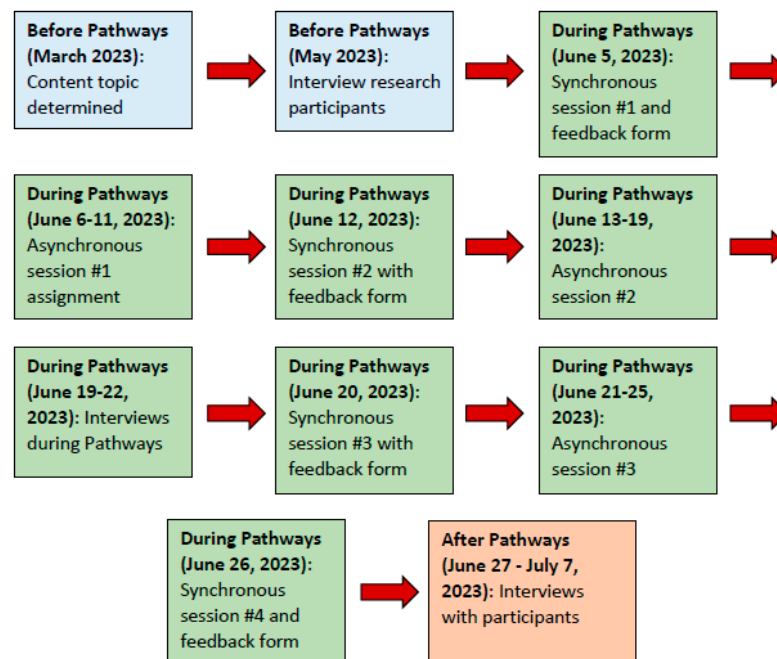 Before Pathways
(March 2023):
Content topic
determined
Before Pathways
(May 2023):
Interview research
participants
During Pathways
(June 5, 2023):
Synchronous
session #1 and
feedback form
During Pathways
(June 6-11, 2023):
Asynchronous
session #1
assignment
During Pathways
(June 12, 2023):
Synchronous
session #2 with
feedback form
During Pathways
(June 13-19,
2023):
Asynchronous
session #2
During Pathways
(June 19-22,
2023): Interviews
during Pathways
During Pathways
(June 20, 2023):
Synchronous
session #3 with
feedback form
During Pathways
(June 21-25,
2023):
Asynchronous
session #3
During Pathways
(June 26, 2023):
Synchronous
session #4 and
feedback form
After Pathways
(June 27 - July 7,
2023): Interviews
with participants